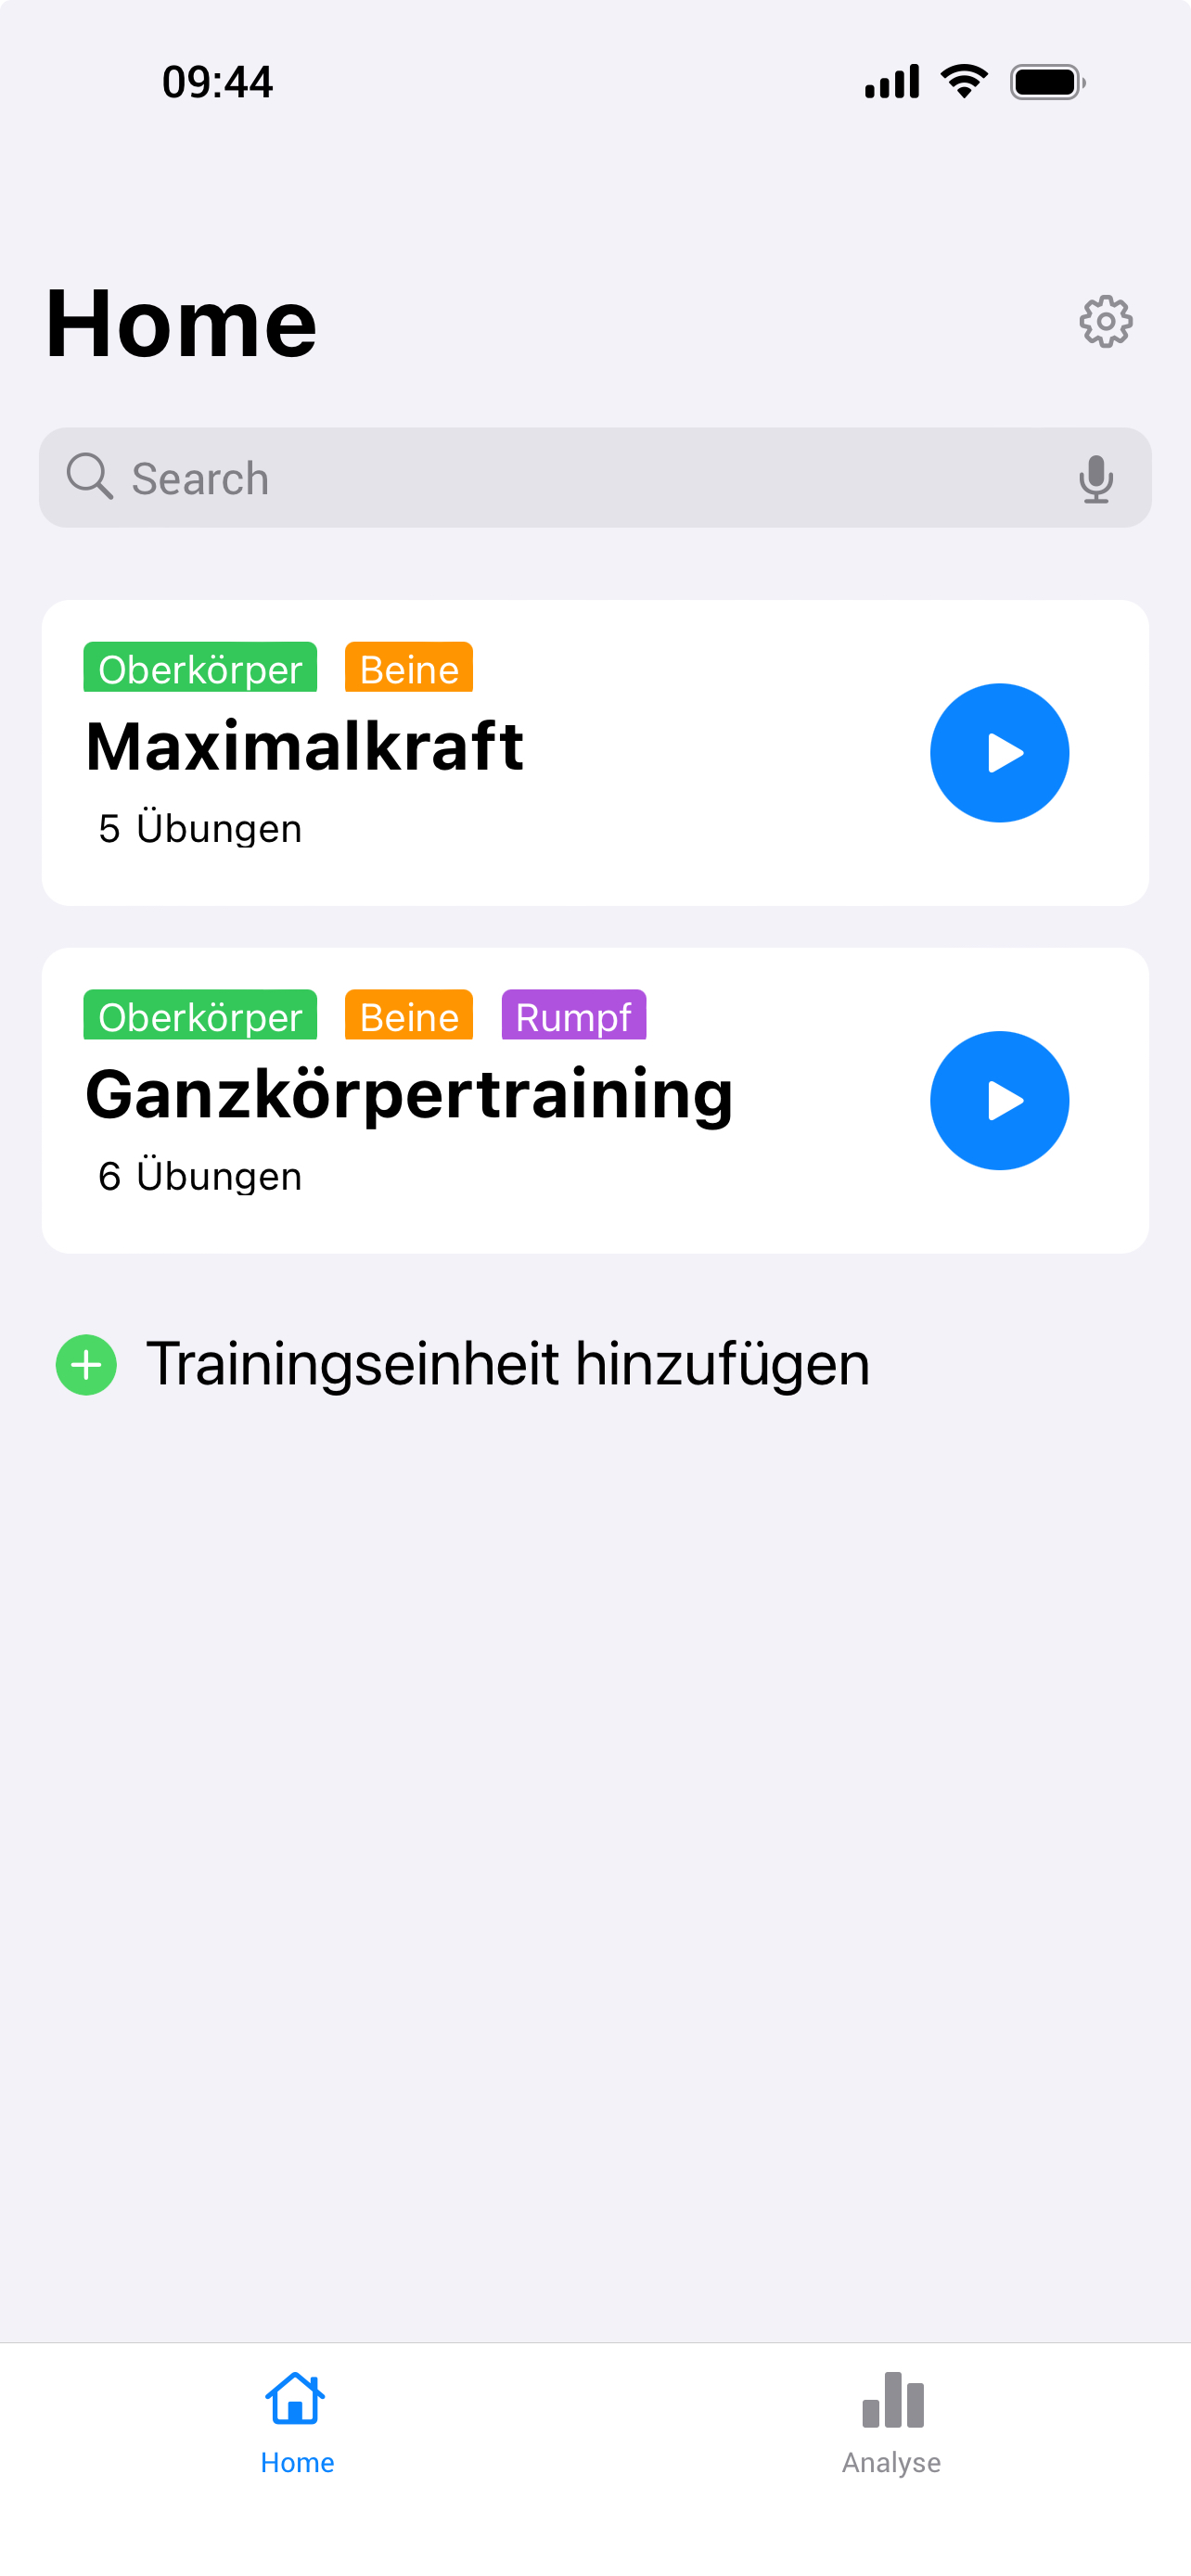 09:44
Home
Search
Oberkörper Beine
Maximalkraft
5 Übungen
Oberkörper Beine Rumpf
Ganzkörpertraining
6 Übungen
Trainingseinheit hinzufügen
Home Analyse